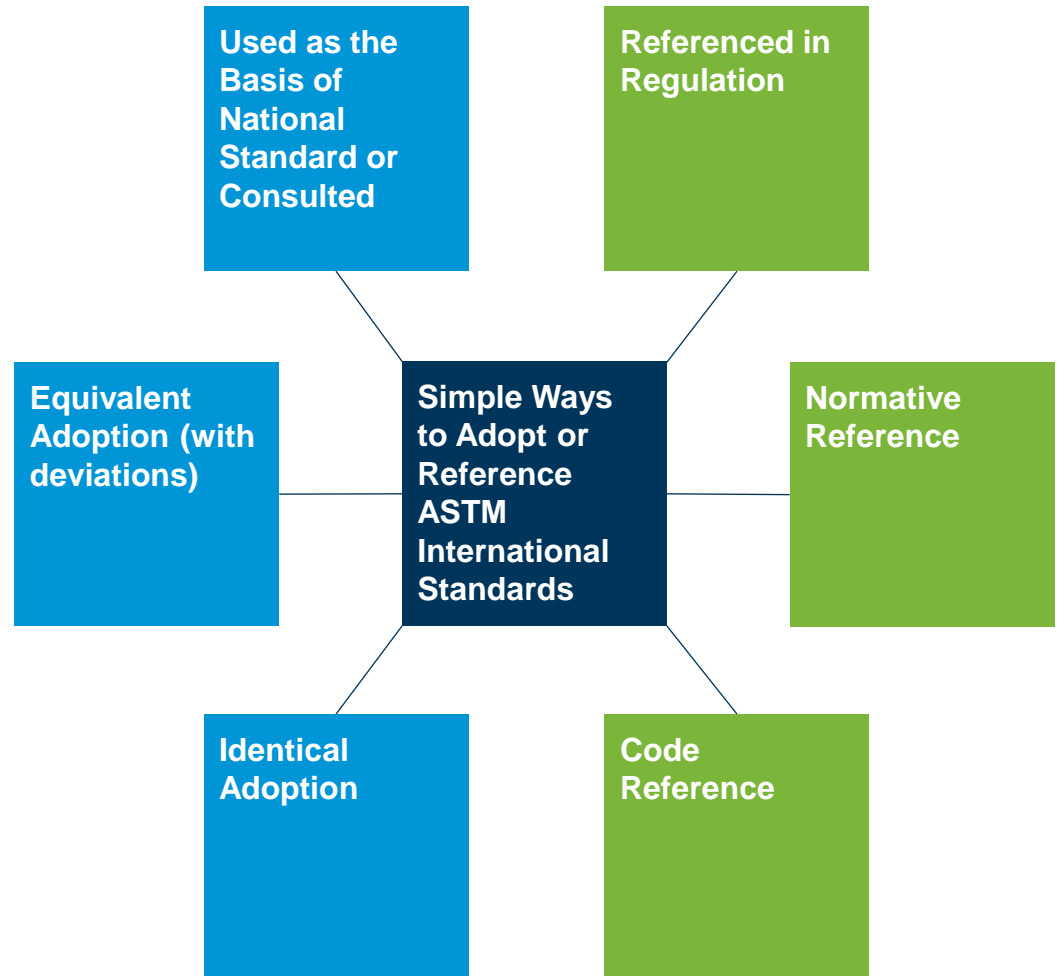 Used as the
Basis of
National
Standard or
Consulted
Referenced in
Regulation
Equivalent
Adoption (with
deviations)
Simple Ways
to Adopt or
Reference
ASTM
International
Standards
Normative
Reference
Identical
Adoption
Code
Reference